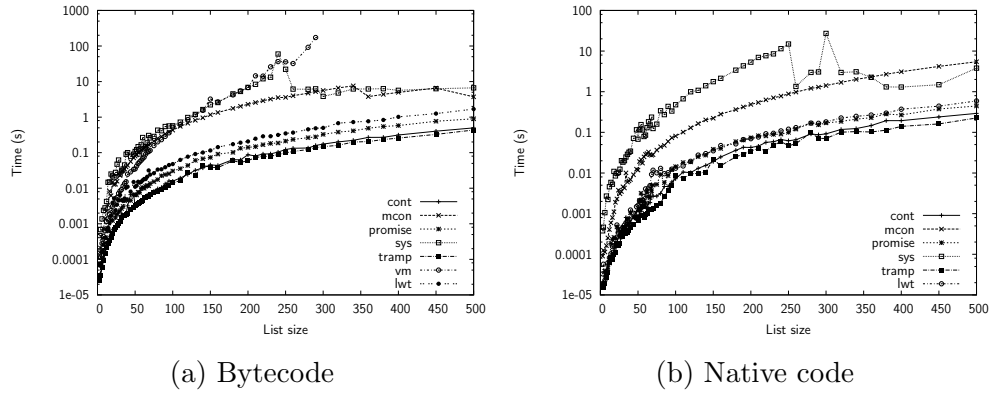 1000
100
10
1
0.1
0.01
0.001
0.0001
1e-05
Time (s)
0 50 100 150 200 250 300 350 400 450 500
List size
cont
mcon
promise
sys
tramp
vm
lwt
(a) Bytecode
100
10
1
0.1
0.01
0.001
0.0001
1e-05
Time (s)
0 50 100 150 200 250 300 350 400 450 500
List size
cont
mcon
promise
sys
tramp
lwt
(b) Native code